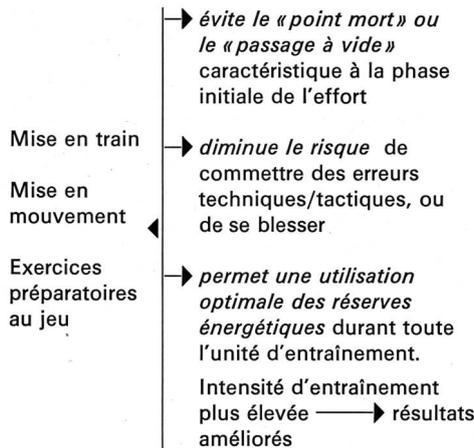 évite le «point mort» ou
le «passage à vide»
caractéristique à la phase
initiale de l'effort
Mise en train
diminue le risque de
commettre des erreurs
techniques/tactiques, ou
de se blesser
Mise en
mouvement
Exercices
préparatoires
au jeu
permet une utilisation
optimale des réserves
énergétiques durant toute
l'unité d'entraînement.
Intensité d'entraînement
plus élevée résultats
améliorés